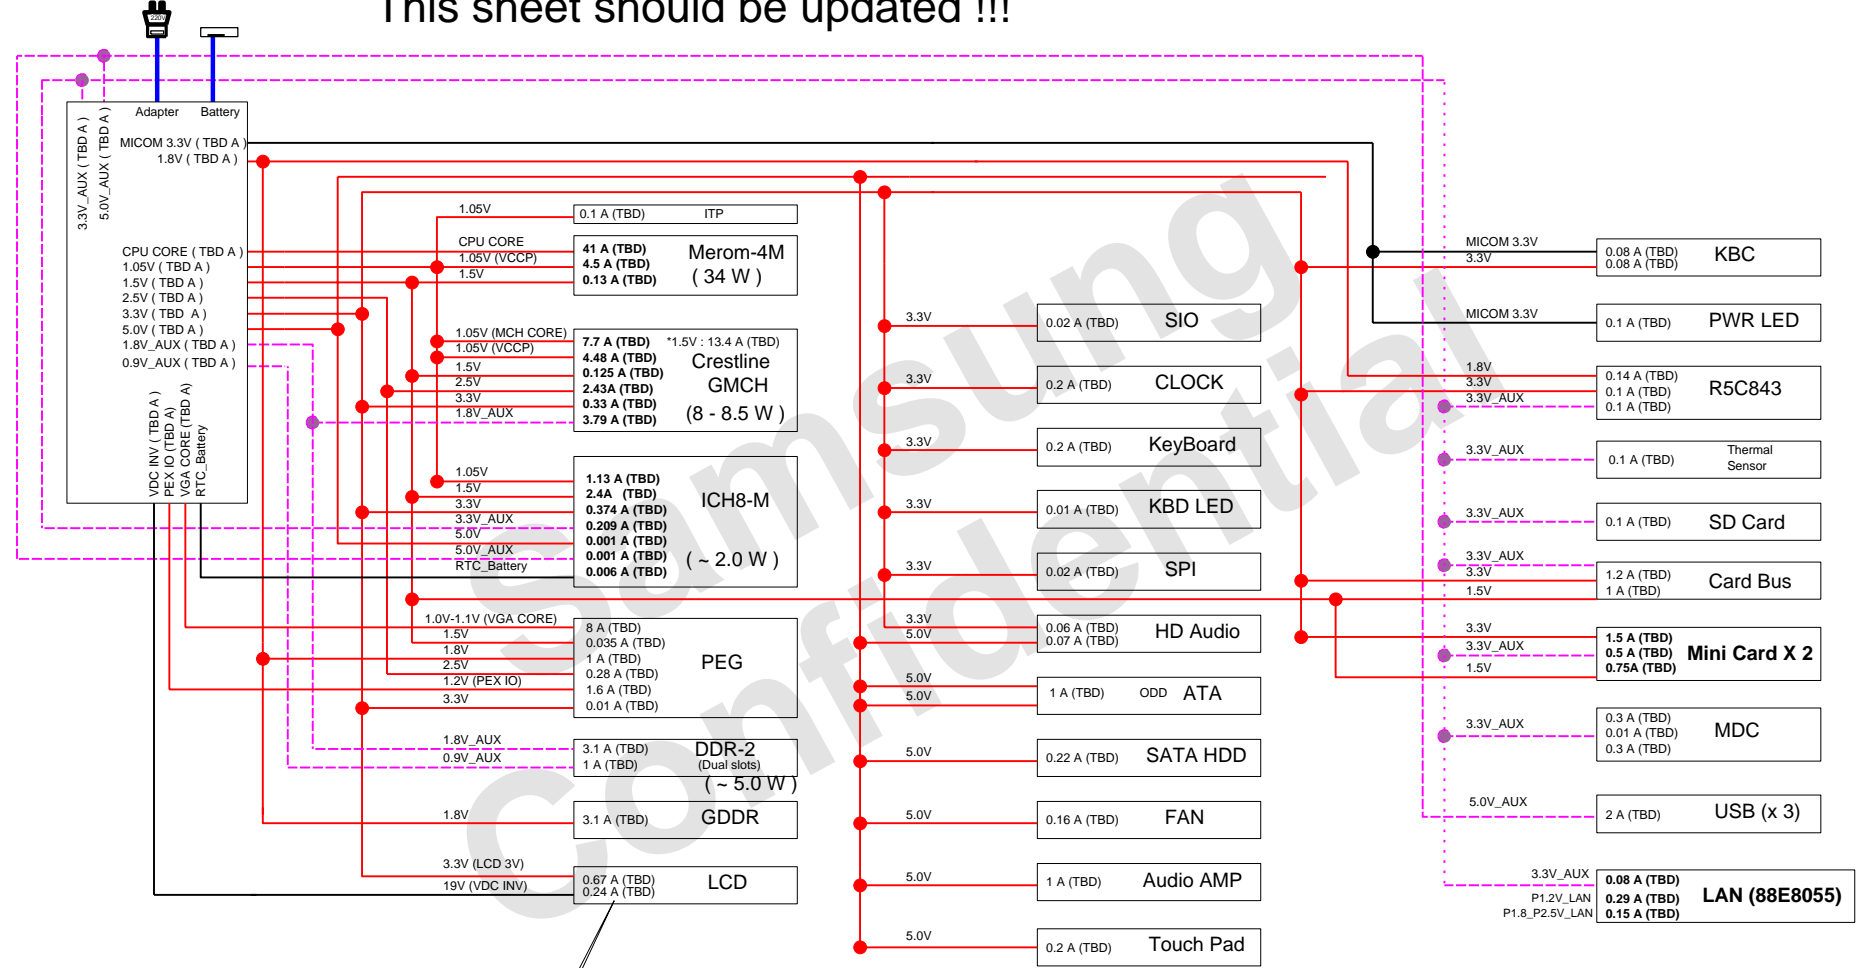 This sheet should be updated !!!
220V
Adapter
Battery
3.3V_AUX ( TBD A )
5.0V_AUX ( TBD A )
MICOM 3.3V ( TBD A )
1.8V ( TBD A )
CPU CORE ( TBD A )
1.05V ( TBD A )
1.5V ( TBD A )
2.5V ( TBD A )
3.3V ( TBD A )
5.0V ( TBD A )
1.8V_AUX ( TBD A )
0.9V_AUX ( TBD A )
VDC INV ( TBD A )
PEX IO (TBD A)
VGA CORE (TBD A)
RTC_Battery
1.05V
0.1 A (TBD)
ITP
CPU CORE
1.05V (VCCP)
1.5V
41 A (TBD)
4.5 A (TBD)
0.13 A (TBD)
Merom-4M
( 34 W )
1.05V (MCH CORE)
1.05V (VCCP)
1.5V
2.5V
3.3V
1.8V_AUX
7.7 A (TBD)
4.48 A (TBD)
0.125 A (TBD)
2.43A (TBD)
0.33 A (TBD)
3.79 A (TBD)
*1.5V : 13.4 A (TBD)
Crestline
GMCH
(8 - 8.5 W )
1.05V
1.5V
3.3V
3.3V_AUX
5.0V
5.0V_AUX
RTC_Battery
1.13 A (TBD)
2.4A (TBD)
0.374 A (TBD)
0.209 A (TBD)
0.001 A (TBD)
0.001 A (TBD)
0.006 A (TBD)
ICH8-M
( ~ 2.0 W )
1.0V-1.1V (VGA CORE)
1.5V
1.8V
2.5V
1.2V (PEX IO)
3.3V
8 A (TBD)
0.035 A (TBD)
1 A (TBD)
0.28 A (TBD)
1.6 A (TBD)
0.01 A (TBD)
PEG
1.8V_AUX
0.9V_AUX
3.1 A (TBD)
1 A (TBD)
DDR-2
(Dual slots)
( ~ 5.0 W )
1.8V
3.1 A (TBD)
GDDR
3.3V (LCD 3V)
19V (VDC INV)
0.67 A (TBD)
0.24 A (TBD)
LCD
3.3V
0.02 A (TBD)
SIO
3.3V
0.2 A (TBD)
CLOCK
3.3V
0.2 A (TBD)
KeyBoard
3.3V
0.01 A (TBD)
KBD LED
3.3V
0.02 A (TBD)
SPI
3.3V
5.0V
0.06 A (TBD)
0.07 A (TBD)
HD Audio
5.0V
5.0V
1 A (TBD)
ODD ATA
5.0V
0.22 A (TBD)
SATA HDD
5.0V
0.16 A (TBD)
FAN
5.0V
1 A (TBD)
Audio AMP
5.0V
0.2 A (TBD)
Touch Pad
MICOM 3.3V
3.3V
0.08 A (TBD)
0.08 A (TBD)
KBC
MICOM 3.3V
0.1 A (TBD)
PWR LED
1.8V
3.3V
3.3V_AUX
0.14 A (TBD)
0.1 A (TBD)
0.1 A (TBD)
R5C843
3.3V_AUX
0.1 A (TBD)
Thermal
Sensor
3.3V_AUX
0.1 A (TBD)
SD Card
3.3V_AUX
3.3V
1.5V
1.2 A (TBD)
1 A (TBD)
Card Bus
3.3V
3.3V_AUX
1.5V
1.5 A (TBD)
0.5 A (TBD)
0.75A (TBD)
Mini Card X 2
3.3V_AUX
0.3 A (TBD)
0.01 A (TBD)
0.3 A (TBD)
MDC
5.0V_AUX
2 A (TBD)
USB (x 3)
3.3V_AUX
P1.2V_LAN
P1.8_P2.5V_LAN
0.08 A (TBD)
0.29 A (TBD)
0.15 A (TBD)
LAN (88E8055)
Samsung
Confidential